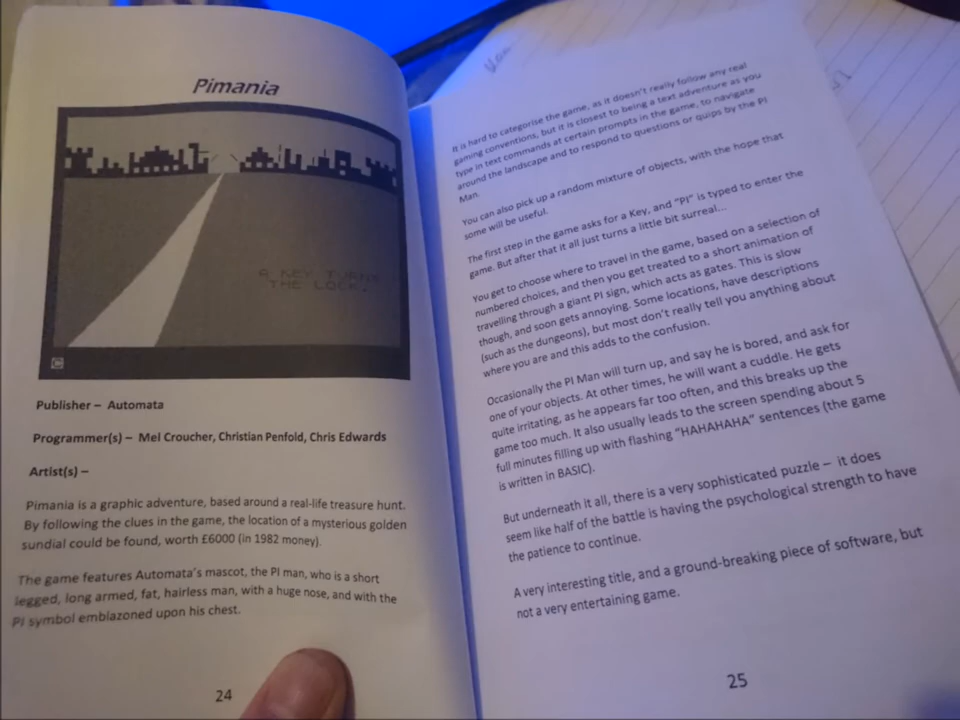 Pimania
A KEY TURNS
THE LOCK.
Publisher – Automata
Programmer(s) – Mel Croucher, Christian Penfold, Chris Edwards
Artist(s) –
Pimania is a graphic adventure, based around a real-life treasure hunt.
By following the clues in the game, the location of a mysterious golden
sundial could be found, worth £6000 (in 1982 money).
The game features Automata's mascot, the PI man, who is a short
legged, long armed, fat, hairless man, with a huge nose, and with the
PI symbol emblazoned upon his chest.
24
It is hard to categorise the game, as it doesn't really follow any real
gaming conventions, but it is closest to being a text adventure as you
type in text commands at certain prompts in the game, to navigate
around the landscape and to respond to questions or quips by the PI
Man.
You can also pick up a random mixture of objects, with the hope that
some will be useful.
The first step in the game asks for a Key, and "PI" is typed to enter the
game. But after that it all just turns a little bit surreal...
You get to choose where to travel in the game, based on a selection of
numbered choices, and then you get treated to a short animation of
travelling through a giant PI sign, which acts as gates. This is slow
though, and soon gets annoying. Some locations, have descriptions
(such as the dungeons), but most don't really tell you anything about
where you are and this adds to the confusion.
Occasionally the PI Man will turn up, and say he is bored, and ask for
one of your objects. At other times, he will want a cuddle. He gets
quite irritating, as he appears far too often, and this breaks up the
game too much. It also usually leads to the screen spending about 5
full minutes filling up with flashing "HAHAHAHA" sentences (the game
is written in BASIC).
But underneath it all, there is a very sophisticated puzzle – it does
seem like half of the battle is having the psychological strength to have
the patience to continue.
A very interesting title, and a ground-breaking piece of software, but
not a very entertaining game.
25